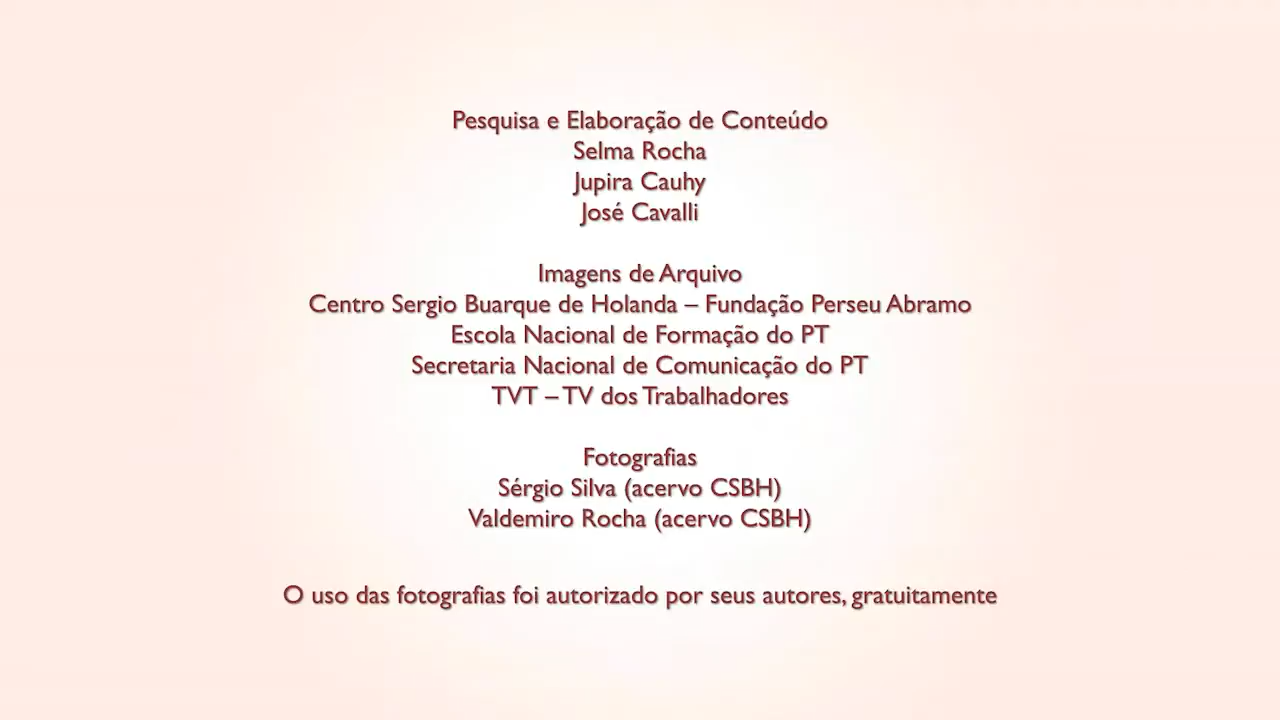 Pesquisa e Elaboração de Conteúdo
Selma Rocha
Jupira Cauhy
José Cavalli
Imagens de Arquivo
Centro Sergio Buarque de Holanda – Fundação Perseu Abramo
Escola Nacional de Formação do PT
Secretaria Nacional de Comunicação do PT
TVT – TV dos Trabalhadores
Fotografias
Sérgio Silva (acervo CSBH)
Valdemiro Rocha (acervo CSBH)
O uso das fotografias foi autorizado por seus autores, gratuitamente